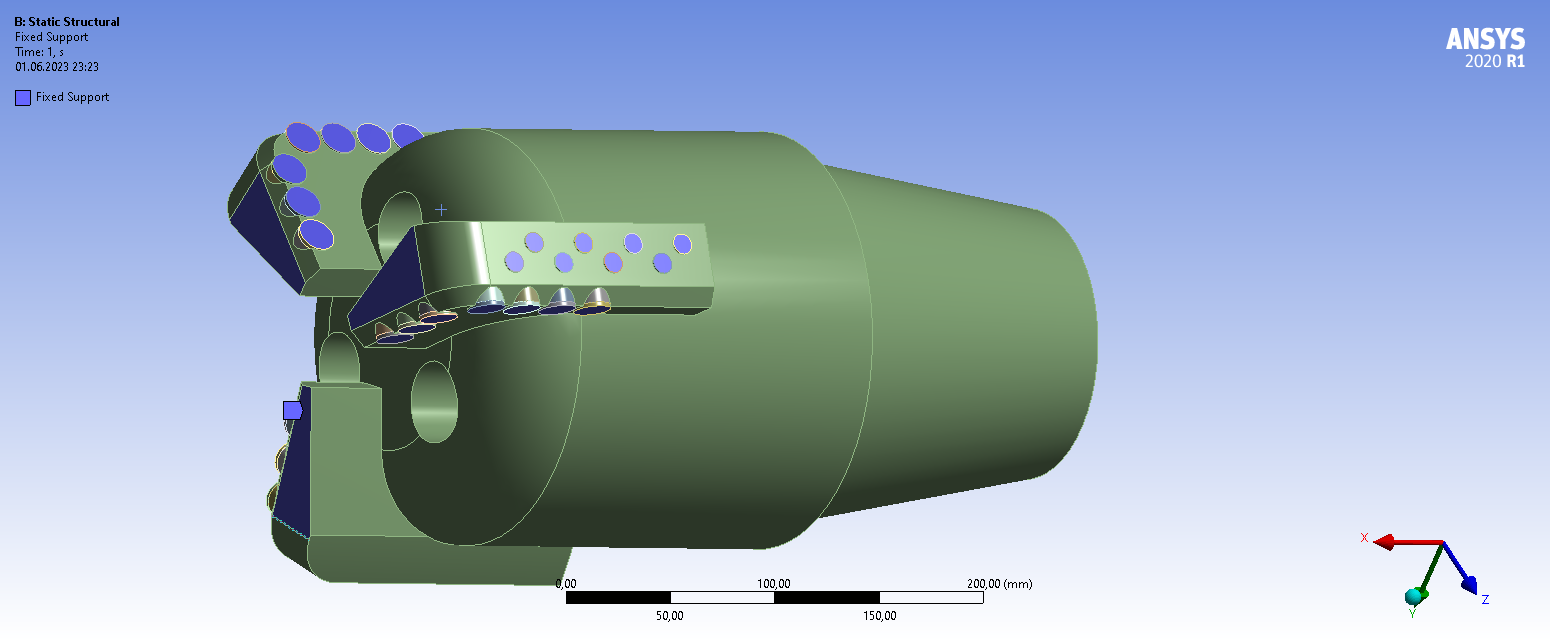 B: Static Structural
Fixed Support
Time: 1, s
01.06.2023 23:23
Fixed Support
ANSYS
2020 R1
0,00
100,00
200,00 (mm)
50,00
150,00
X
Y
Z